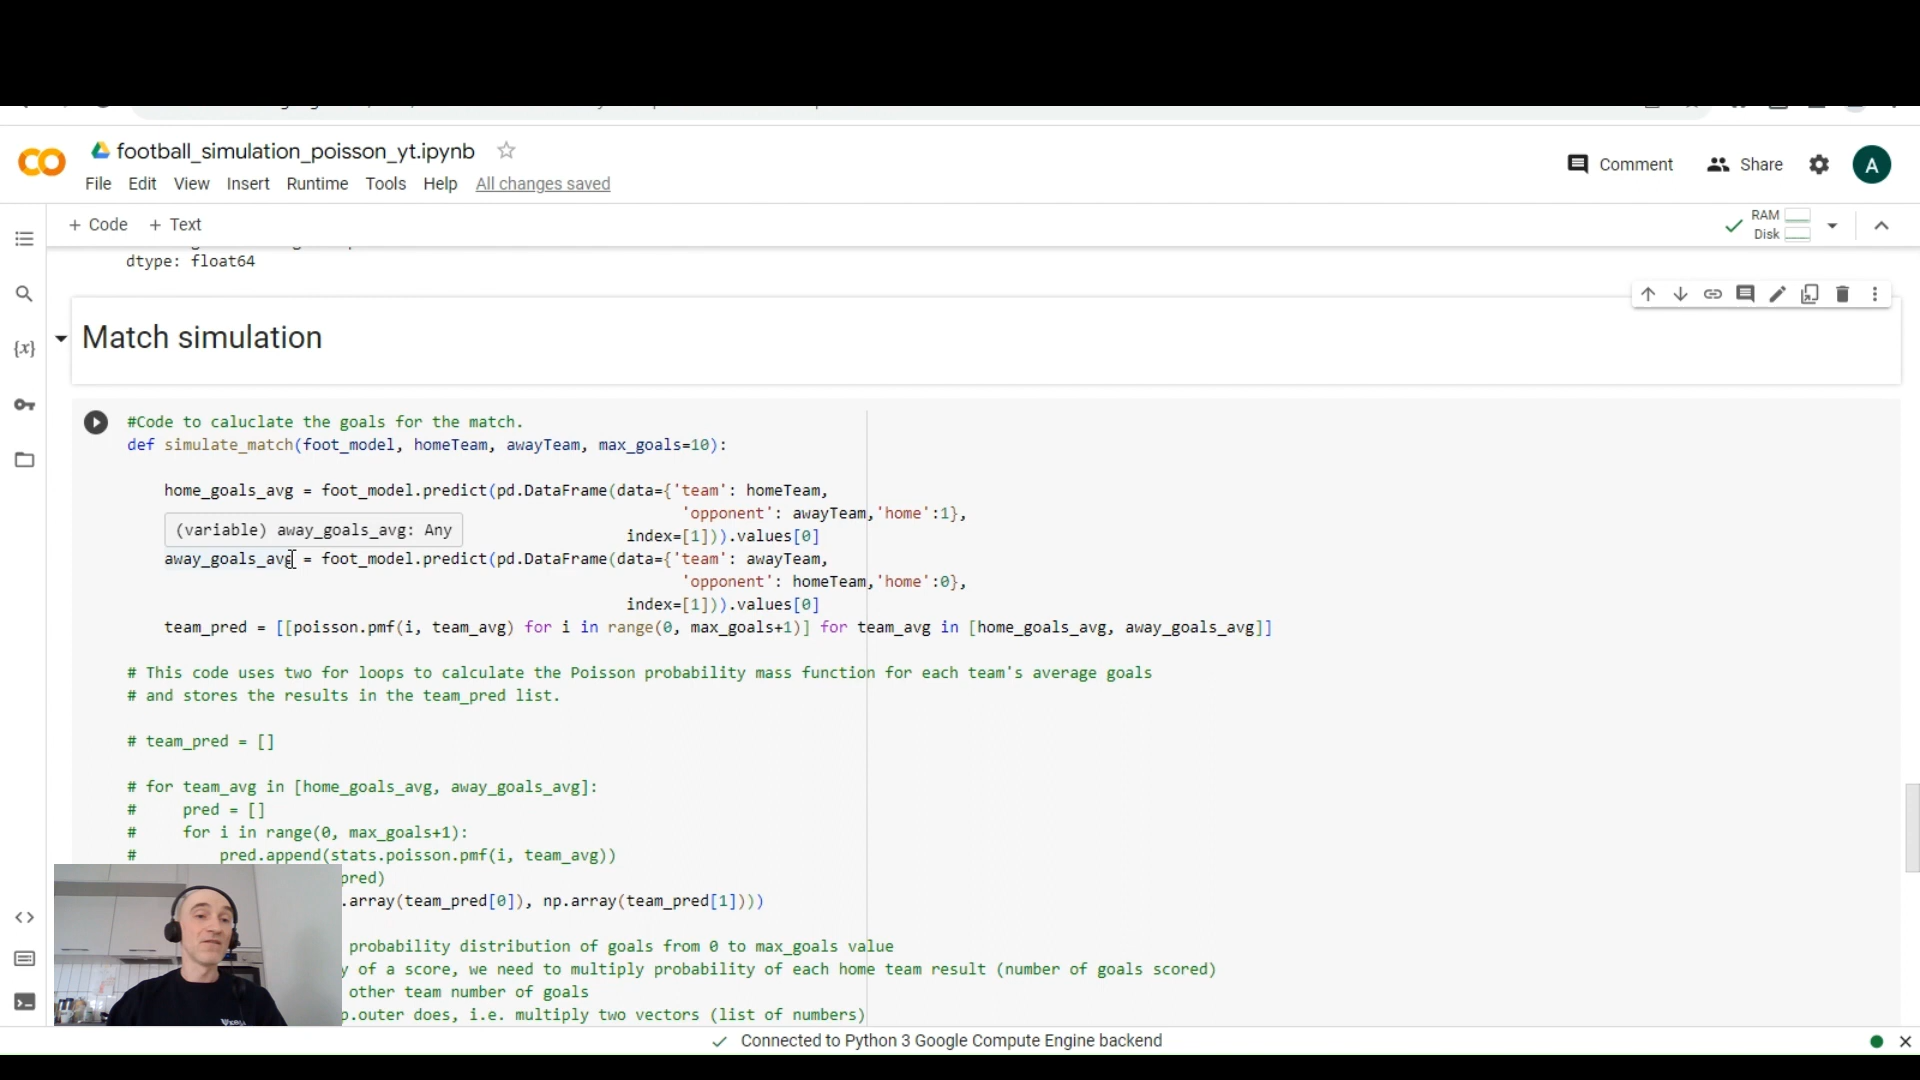 football_simulation_poisson_yt.ipynb
File Edit View Insert Runtime Tools Help All changes saved
Comment Share A
+ Code + Text
RAM
Disk
dtype: float64
Match simulation
#Code to caluclate the goals for the match.
def simulate_match(foot_model, homeTeam, awayTeam, max_goals=10):
home_goals_avg = foot_model.predict(pd.DataFrame(data={'team': homeTeam,
'opponent': awayTeam,'home':1},
(variable) away_goals_avg: Any
index=[1])).values[0]
away_goals_avg = foot_model.predict(pd.DataFrame(data={'team': awayTeam,
'opponent': homeTeam,'home':0},
index=[1])).values[0]
team_pred = [[poisson.pmf(i, team_avg) for i in range(0, max_goals+1)] for team_avg in [home_goals_avg, away_goals_avg]]
# This code uses two for loops to calculate the Poisson probability mass function for each team's average goals
# and stores the results in the team_pred list.
# team_pred = []
# for team_avg in [home_goals_avg, away_goals_avg]:
#     pred = []
#     for i in range(0, max_goals+1):
#         pred.append(stats.poisson.pmf(i, team_avg))
pred)
.array(team_pred[0]), np.array(team_pred[1])))
probability distribution of goals from 0 to max_goals value
y of a score, we need to multiply probability of each home team result (number of goals scored)
other team number of goals
p.outer does, i.e. multiply two vectors (list of numbers)
Connected to Python 3 Google Compute Engine backend